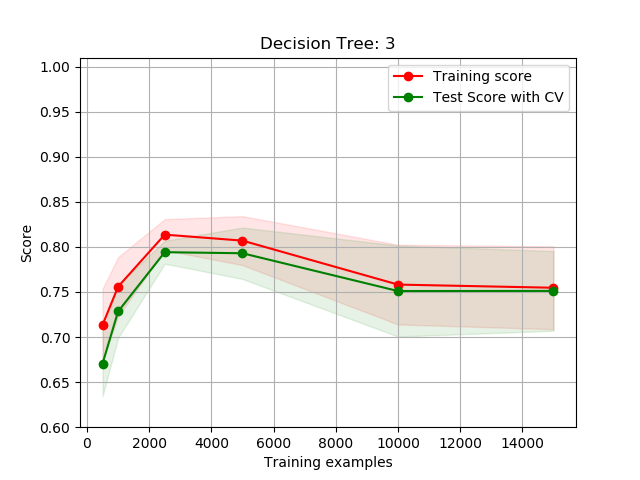 Decision Tree: 3
1.00
0.95
0.90
0.85
0.80
0.75
0.70
0.65
0.60
Score
Training score
Test Score with CV
0 2000 4000 6000 8000 10000 12000 14000
Training examples